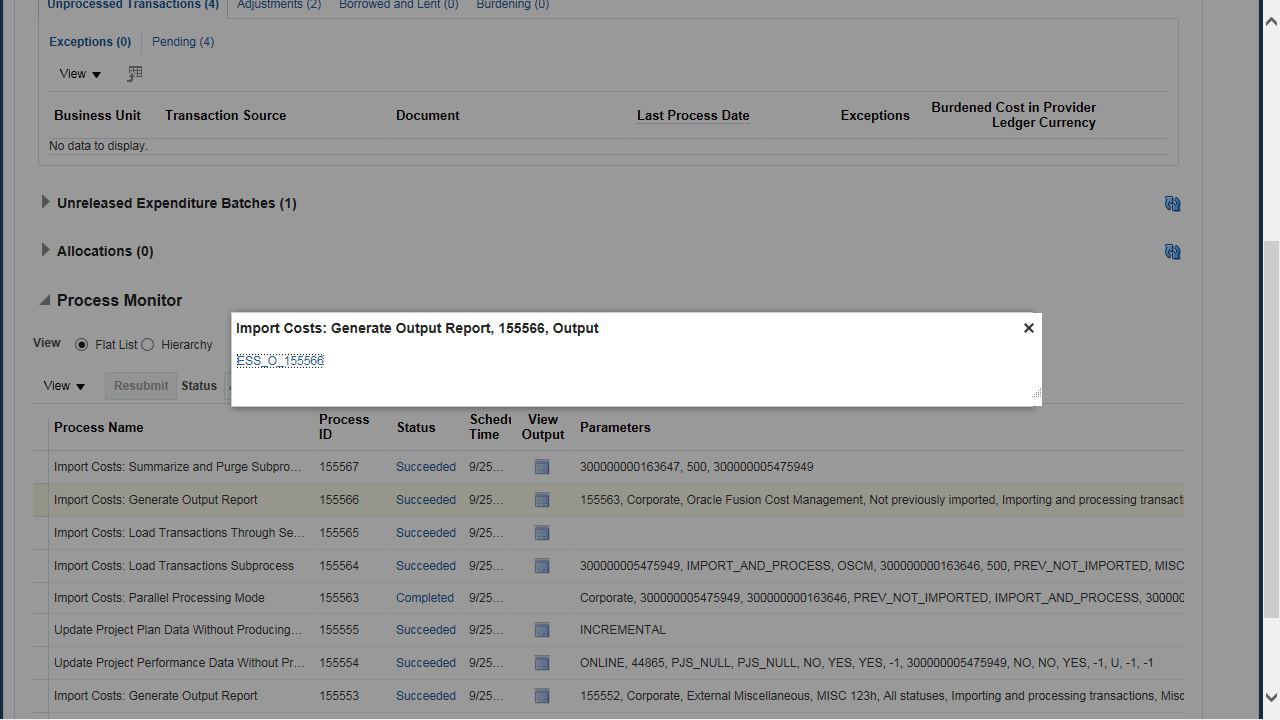 Unprocessed Transactions (4) Adjustments (2) Borrowed and Lent (0) Burdening (0)
Exceptions (0) Pending (4)
View
Business Unit Transaction Source Document Last Process Date Exceptions Burdened Cost in Provider
Ledger Currency
No data to display.
Unreleased Expenditure Batches (1)
Allocations (0)
Process Monitor
Import Costs: Generate Output Report, 155566, Output
View Flat List Hierarchy
ESS_O_155566
View Resubmit Status
Process Name Process ID Status Schedu Time View Output Parameters
Import Costs: Summarize and Purge Subpro... 155567 Succeeded 9/25... 300000000163647, 500, 300000005475949
Import Costs: Generate Output Report 155566 Succeeded 9/25... 155563, Corporate, Oracle Fusion Cost Management, Not previously imported, Importing and processing transacti
Import Costs: Load Transactions Through Se... 155565 Succeeded 9/25...
Import Costs: Load Transactions Subprocess 155564 Succeeded 9/25... 300000005475949, IMPORT_AND_PROCESS, OSCM, 300000000163646, 500, PREV_NOT_IMPORTED, MISC
Import Costs: Parallel Processing Mode 155563 Completed 9/25... Corporate, 300000005475949, 300000000163646, PREV_NOT_IMPORTED, IMPORT_AND_PROCESS, 300000
Update Project Plan Data Without Producing... 155555 Succeeded 9/25... INCREMENTAL
Update Project Performance Data Without Pr... 155554 Succeeded 9/25... ONLINE, 44865, PJS_NULL, PJS_NULL, NO, YES, YES, -1, 300000005475949, NO, NO, YES, -1, U, -1, -1
Import Costs: Generate Output Report 155553 Succeeded 9/25... 155552, Corporate, External Miscellaneous, MISC 123h, All statuses, Importing and processing transactions, Misc